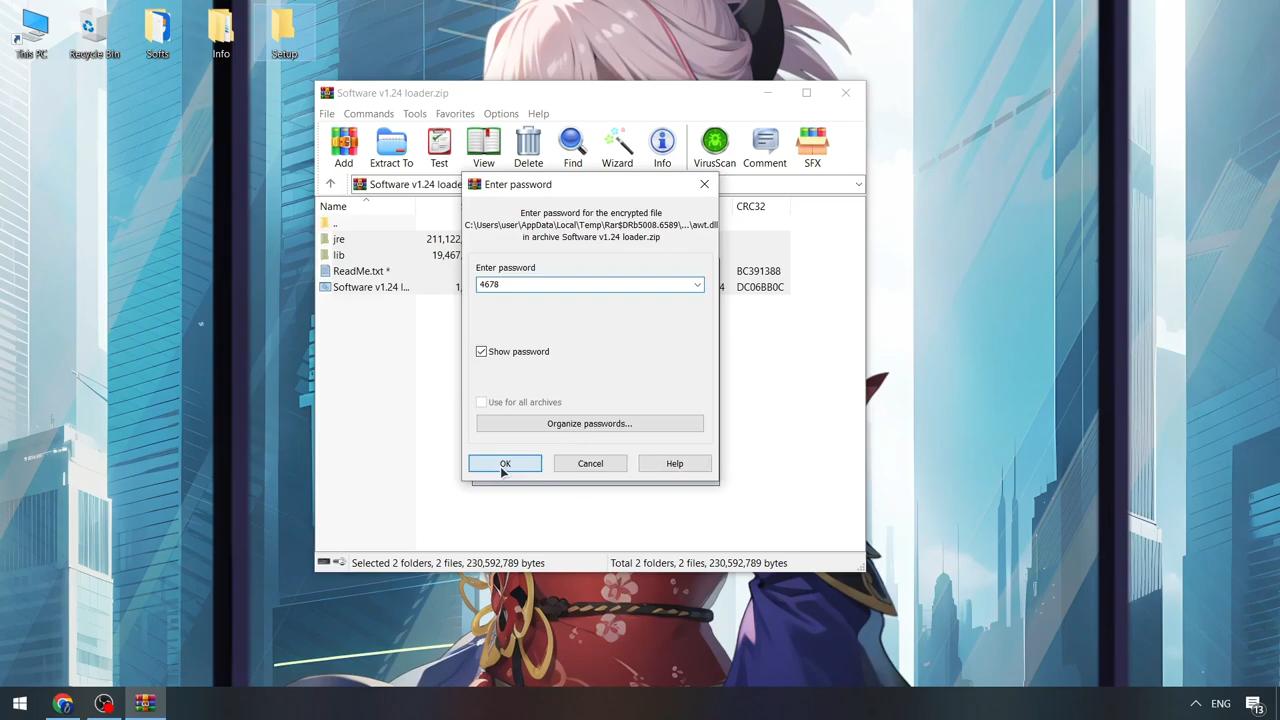 This PC
Recycle Bin
Softs
Info
Setup
Software v1.24 loader.zip
File Commands Tools Favorites Options Help
Add Extract To Test View Delete Find Wizard Info VirusScan Comment SFX
Software v1.24 loade
Name CRC32
..
jre 211,122,
lib 19,467,
ReadMe.txt * BC391388
Software v1.24 l... 1, 4 DC06BB0C
Enter password
Enter password for the encrypted file
C:\Users\user\AppData\Local\Temp\Rar$DRb5008.6589\...\awt.dll
in archive Software v1.24 loader.zip
Enter password
4678
Show password
Use for all archives
Organize passwords...
OK Cancel Help
Selected 2 folders, 2 files, 230,592,789 bytes Total 2 folders, 2 files, 230,592,789 bytes
ENG
13